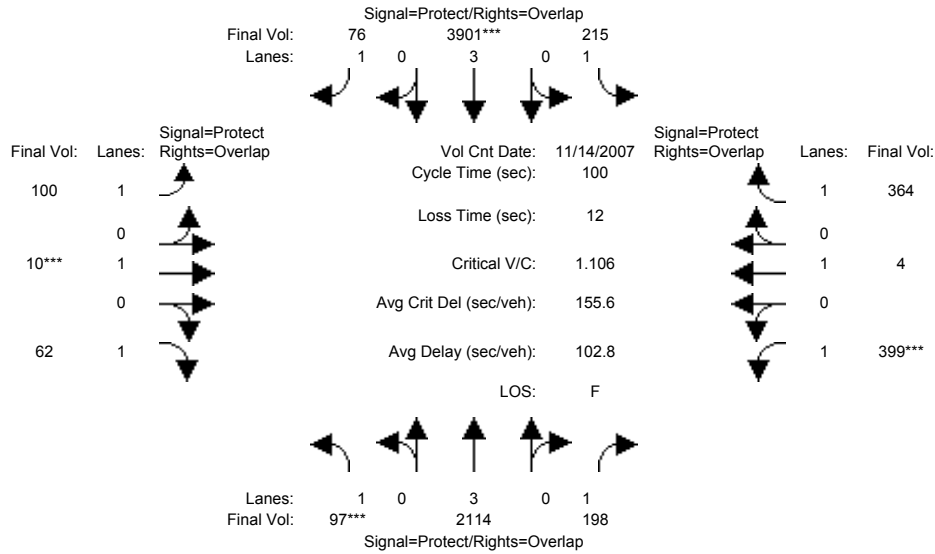 Signal=Protect/Rights=Overlap
Final Vol: 76 3901*** 215
Lanes: 1 0 3 0 1
Signal=Protect Signal=Protect
Final Vol: Lanes: Rights=Overlap Vol Cnt Date: 11/14/2007 Rights=Overlap Lanes: Final Vol:
Cycle Time (sec): 100
100 1 1 364
Loss Time (sec): 12
0 0
10*** 1 Critical V/C: 1.106 1 4
0 Avg Crit Del (sec/veh): 155.6 0
62 1 Avg Delay (sec/veh): 102.8 1 399***
LOS: F
Lanes: 1 0 3 0 1
Final Vol: 97*** 2114 198
Signal=Protect/Rights=Overlap